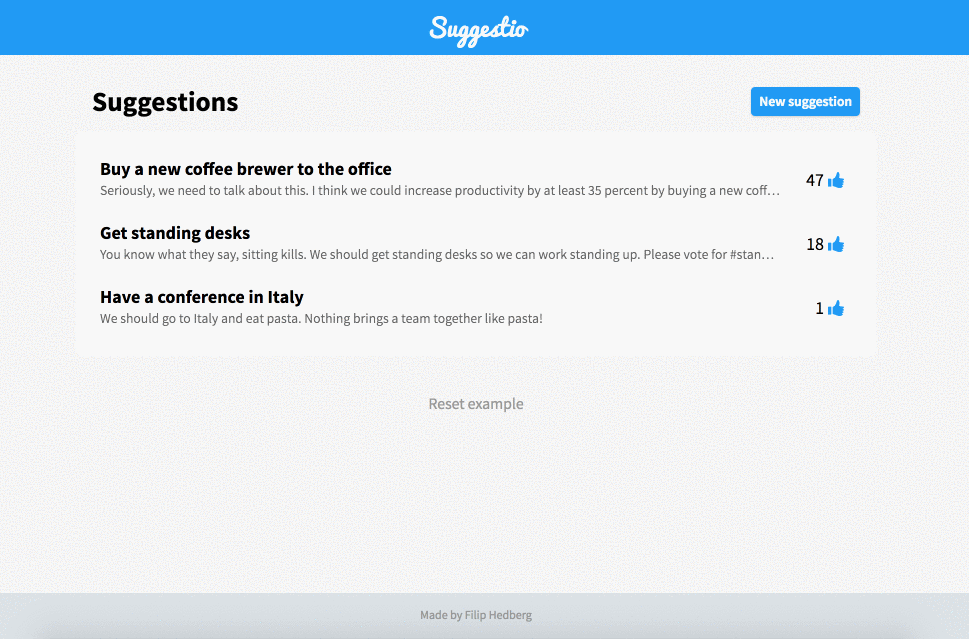 Suggestio
Suggestions
New suggestion
Buy a new coffee brewer to the office
Seriously, we need to talk about this. I think we could increase productivity by at least 35 percent by buying a new coff…
47
Get standing desks
You know what they say, sitting kills. We should get standing desks so we can work standing up. Please vote for #stan…
18
Have a conference in Italy
We should go to Italy and eat pasta. Nothing brings a team together like pasta!
1
Reset example
Made by Filip Hedberg